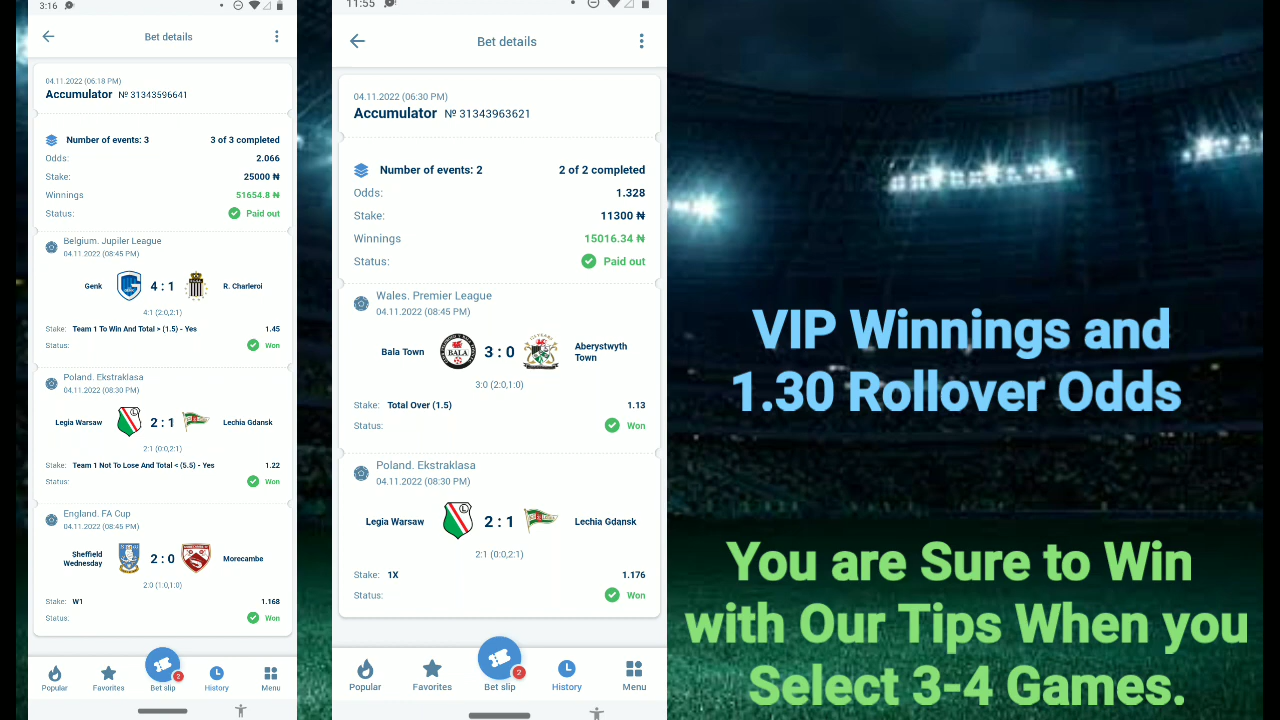 3:16
Bet details
04.11.2022 (06:18 PM)
Accumulator № 31343596641
Number of events: 3 3 of 3 completed
Odds: 2.066
Stake: 25000 ₦
Winnings 51654.8 ₦
Status: Paid out
Belgium. Jupiler League
04.11.2022 (08:45 PM)
Genk 4 : 1 R. Charleroi
4:1 (2:0,2:1)
Stake: Team 1 To Win And Total > (1.5) - Yes 1.45
Status: Won
Poland. Ekstraklasa
04.11.2022 (08:30 PM)
Legia Warsaw 2 : 1 Lechia Gdansk
2:1 (0:0,2:1)
Stake: Team 1 Not To Lose And Total < (5.5) - Yes 1.22
Status: Won
England. FA Cup
04.11.2022 (08:45 PM)
Sheffield
Wednesday 2 : 0 Morecambe
2:0 (1:0,1:0)
Stake: W1 1.168
Status: Won
2
Popular Favorites Bet slip History Menu
11:55
Bet details
04.11.2022 (06:30 PM)
Accumulator № 31343963621
Number of events: 2 2 of 2 completed
Odds: 1.328
Stake: 11300 ₦
Winnings 15016.34 ₦
Status: Paid out
Wales. Premier League
04.11.2022 (08:45 PM)
Bala Town BALA 3 : 0 Aberystwyth
Town
3:0 (2:0,1:0)
Stake: Total Over (1.5) 1.13
Status: Won
Poland. Ekstraklasa
04.11.2022 (08:30 PM)
Legia Warsaw 2 : 1 Lechia Gdansk
2:1 (0:0,2:1)
Stake: 1X 1.176
Status: Won
2
Popular Favorites Bet slip History Menu
VIP Winnings and
1.30 Rollover Odds
You are Sure to Win
with Our Tips When you
Select 3-4 Games.